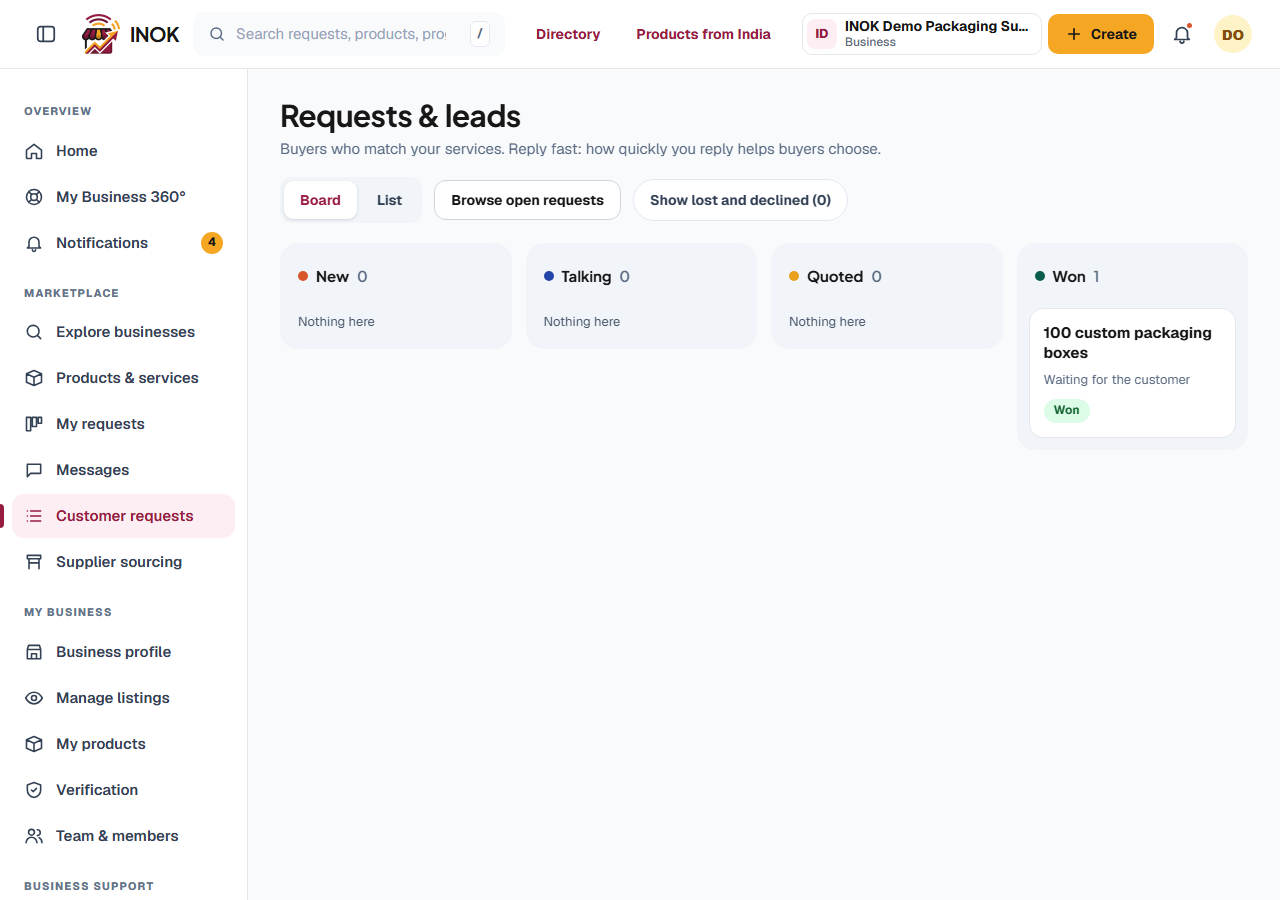 INOK
Search requests, products, pro
/
Directory
Products from India
ID
INOK Demo Packaging Su...
Business
Create
DO
OVERVIEW
Home
My Business 360°
Notifications
4
MARKETPLACE
Explore businesses
Products & services
My requests
Messages
Customer requests
Supplier sourcing
MY BUSINESS
Business profile
Manage listings
My products
Verification
Team & members
BUSINESS SUPPORT
Requests & leads
Buyers who match your services. Reply fast: how quickly you reply helps buyers choose.
Board
List
Browse open requests
Show lost and declined (0)
New 0
Nothing here
Talking 0
Nothing here
Quoted 0
Nothing here
Won 1
100 custom packaging
boxes
Waiting for the customer
Won